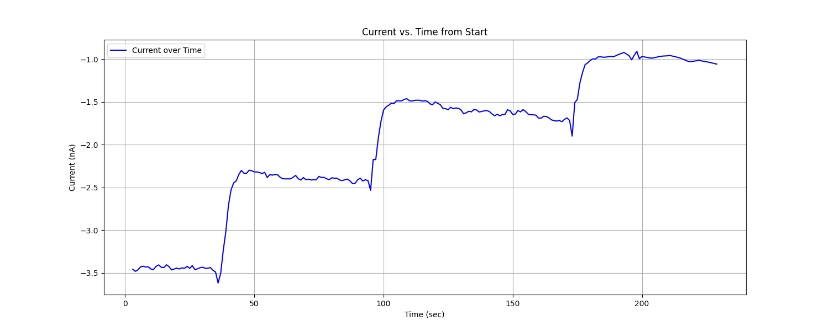 Current vs. Time from Start
Current over Time
−1.0
−1.5
−2.0
−2.5
−3.0
−3.5
Current (nA)
0 50 100 150 200
Time (sec)